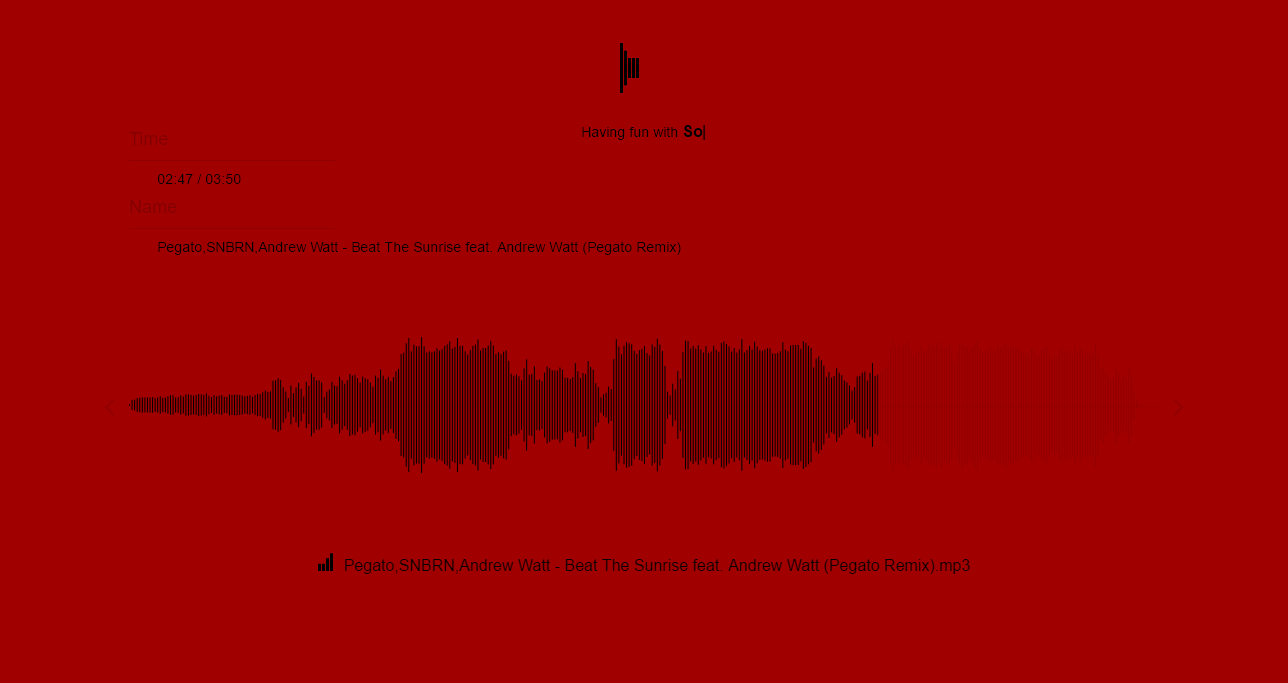 Having fun with So|
Time
02:47 / 03:50
Name
Pegato,SNBRN,Andrew Watt - Beat The Sunrise feat. Andrew Watt (Pegato Remix)
Pegato,SNBRN,Andrew Watt - Beat The Sunrise feat. Andrew Watt (Pegato Remix).mp3